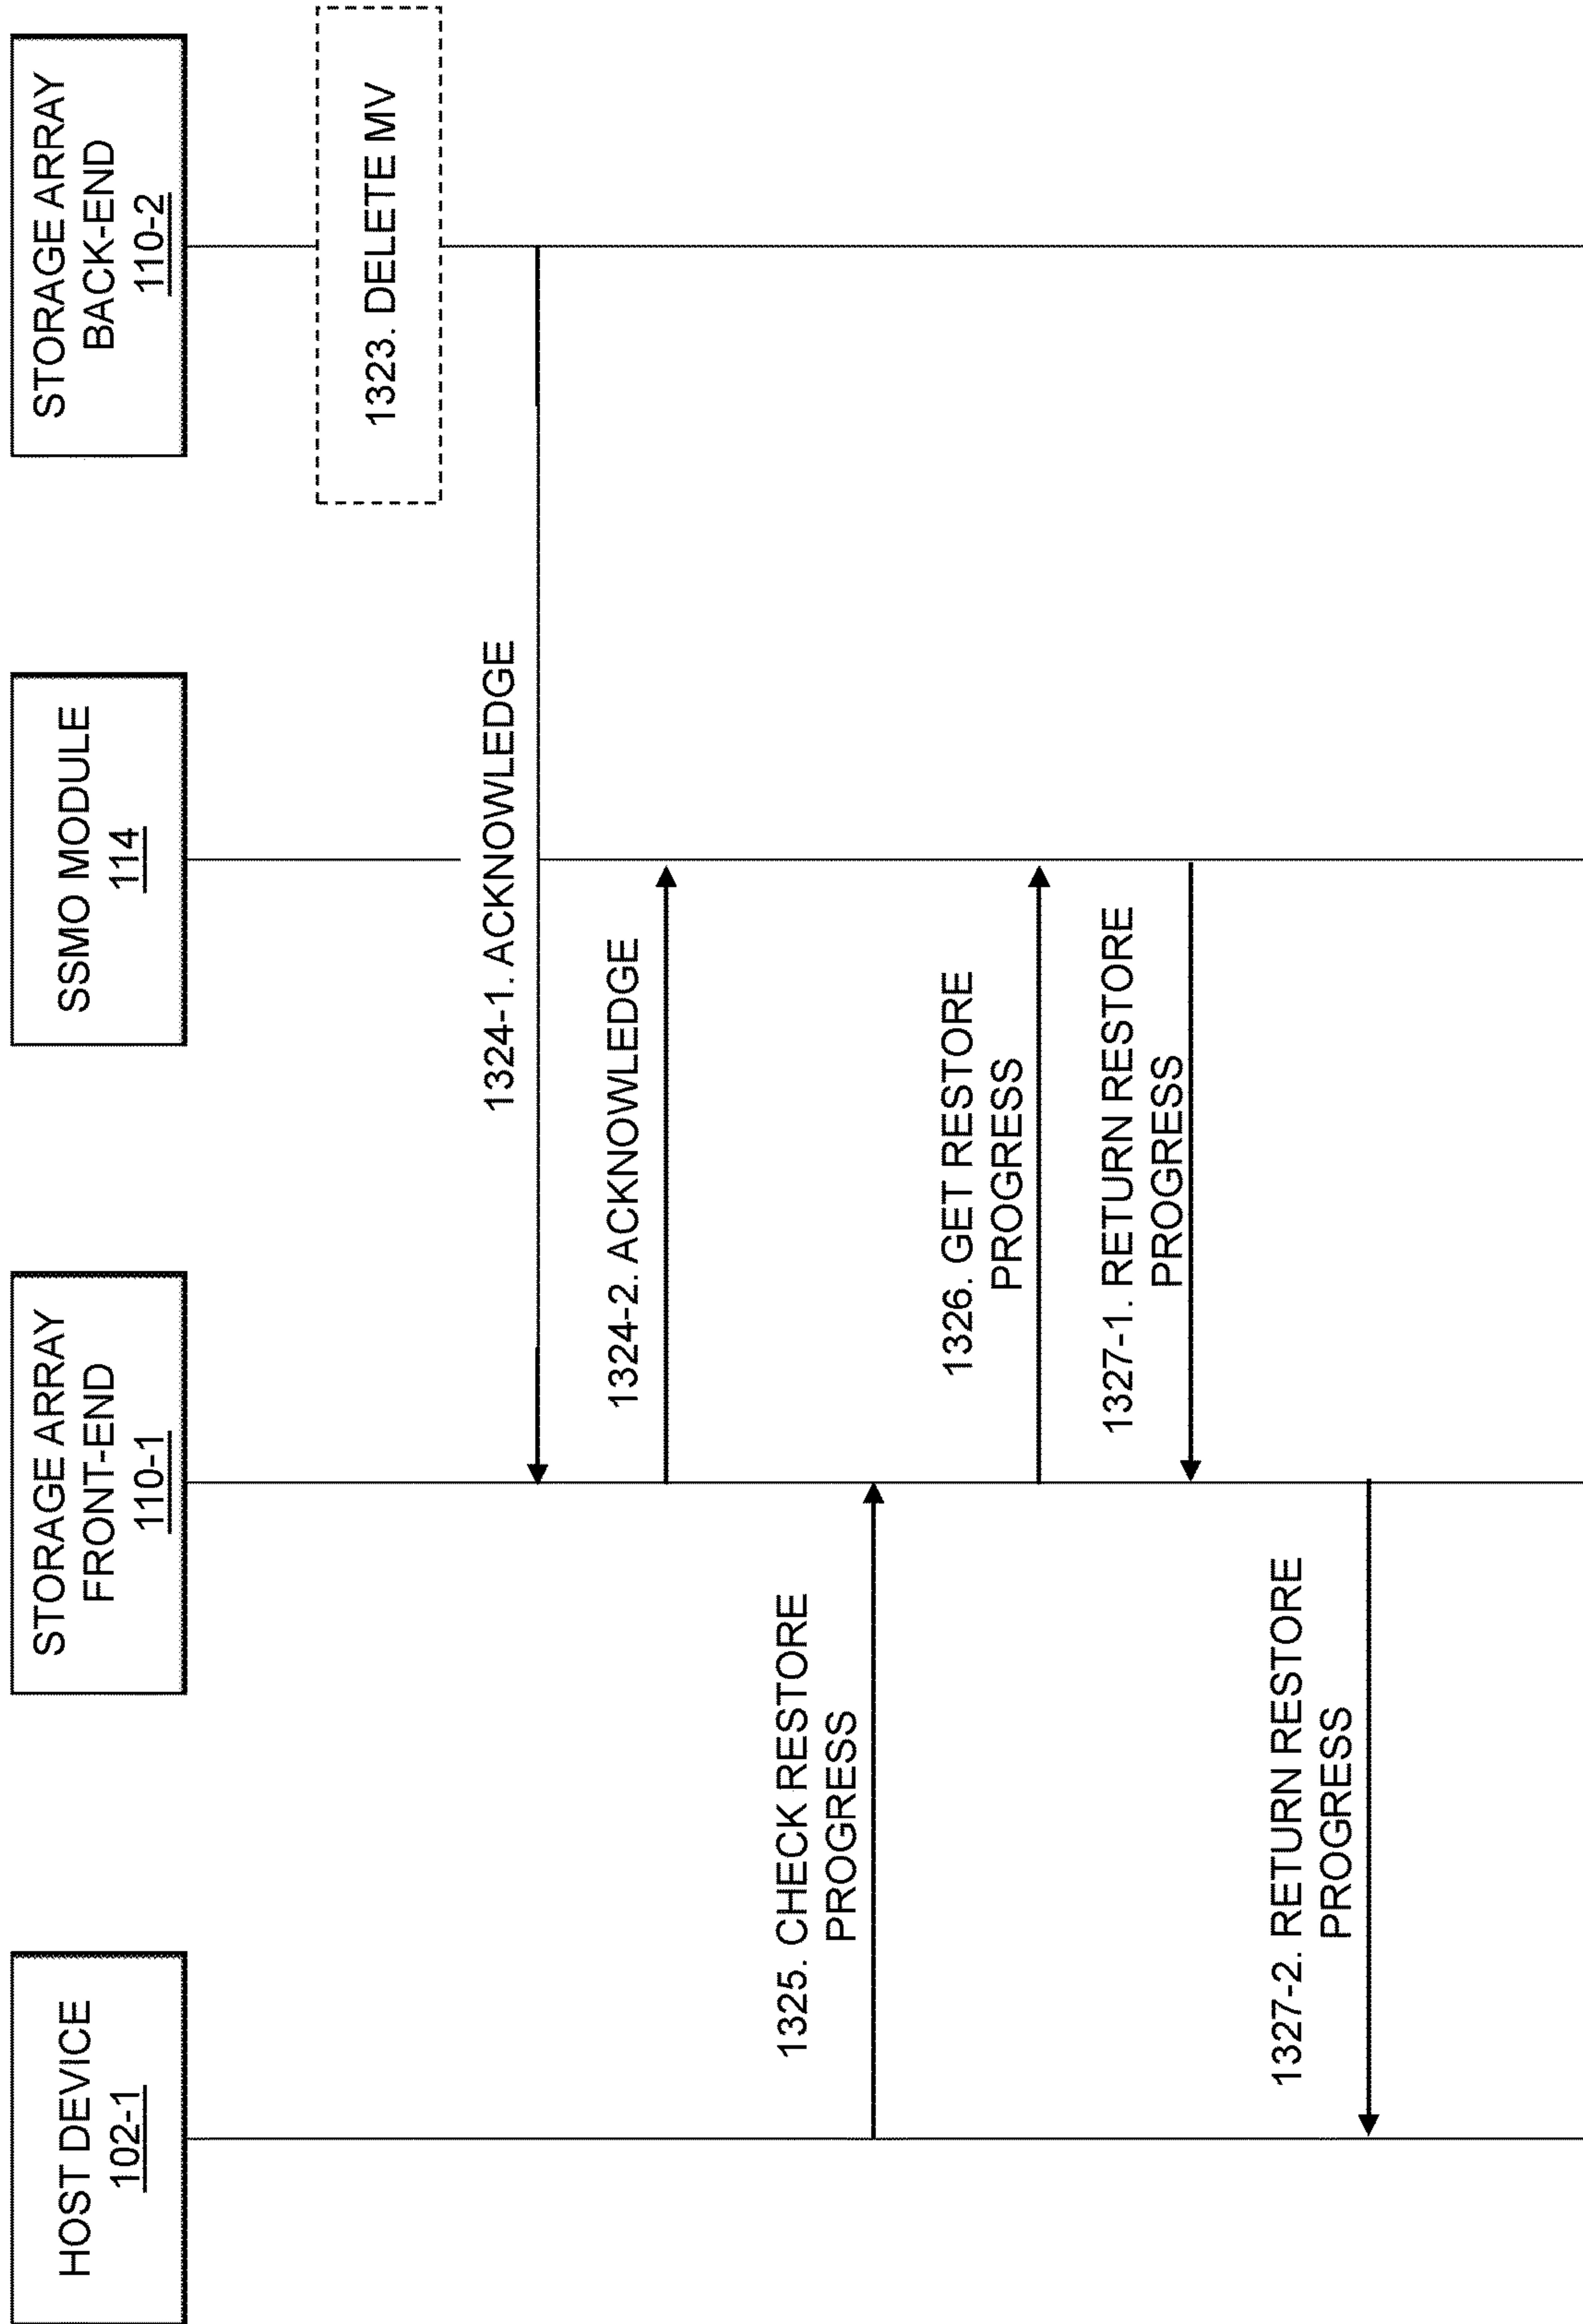 HOST DEVICE
102-1
STORAGE ARRAY
FRONT-END
110-1
SSMO MODULE
114
STORAGE ARRAY
BACK-END
110-2
1323. DELETE MV
1324-1. ACKNOWLEDGE
1324-2. ACKNOWLEDGE
1325. CHECK RESTORE
PROGRESS
1326. GET RESTORE
PROGRESS
1327-1. RETURN RESTORE
PROGRESS
1327-2. RETURN RESTORE
PROGRESS